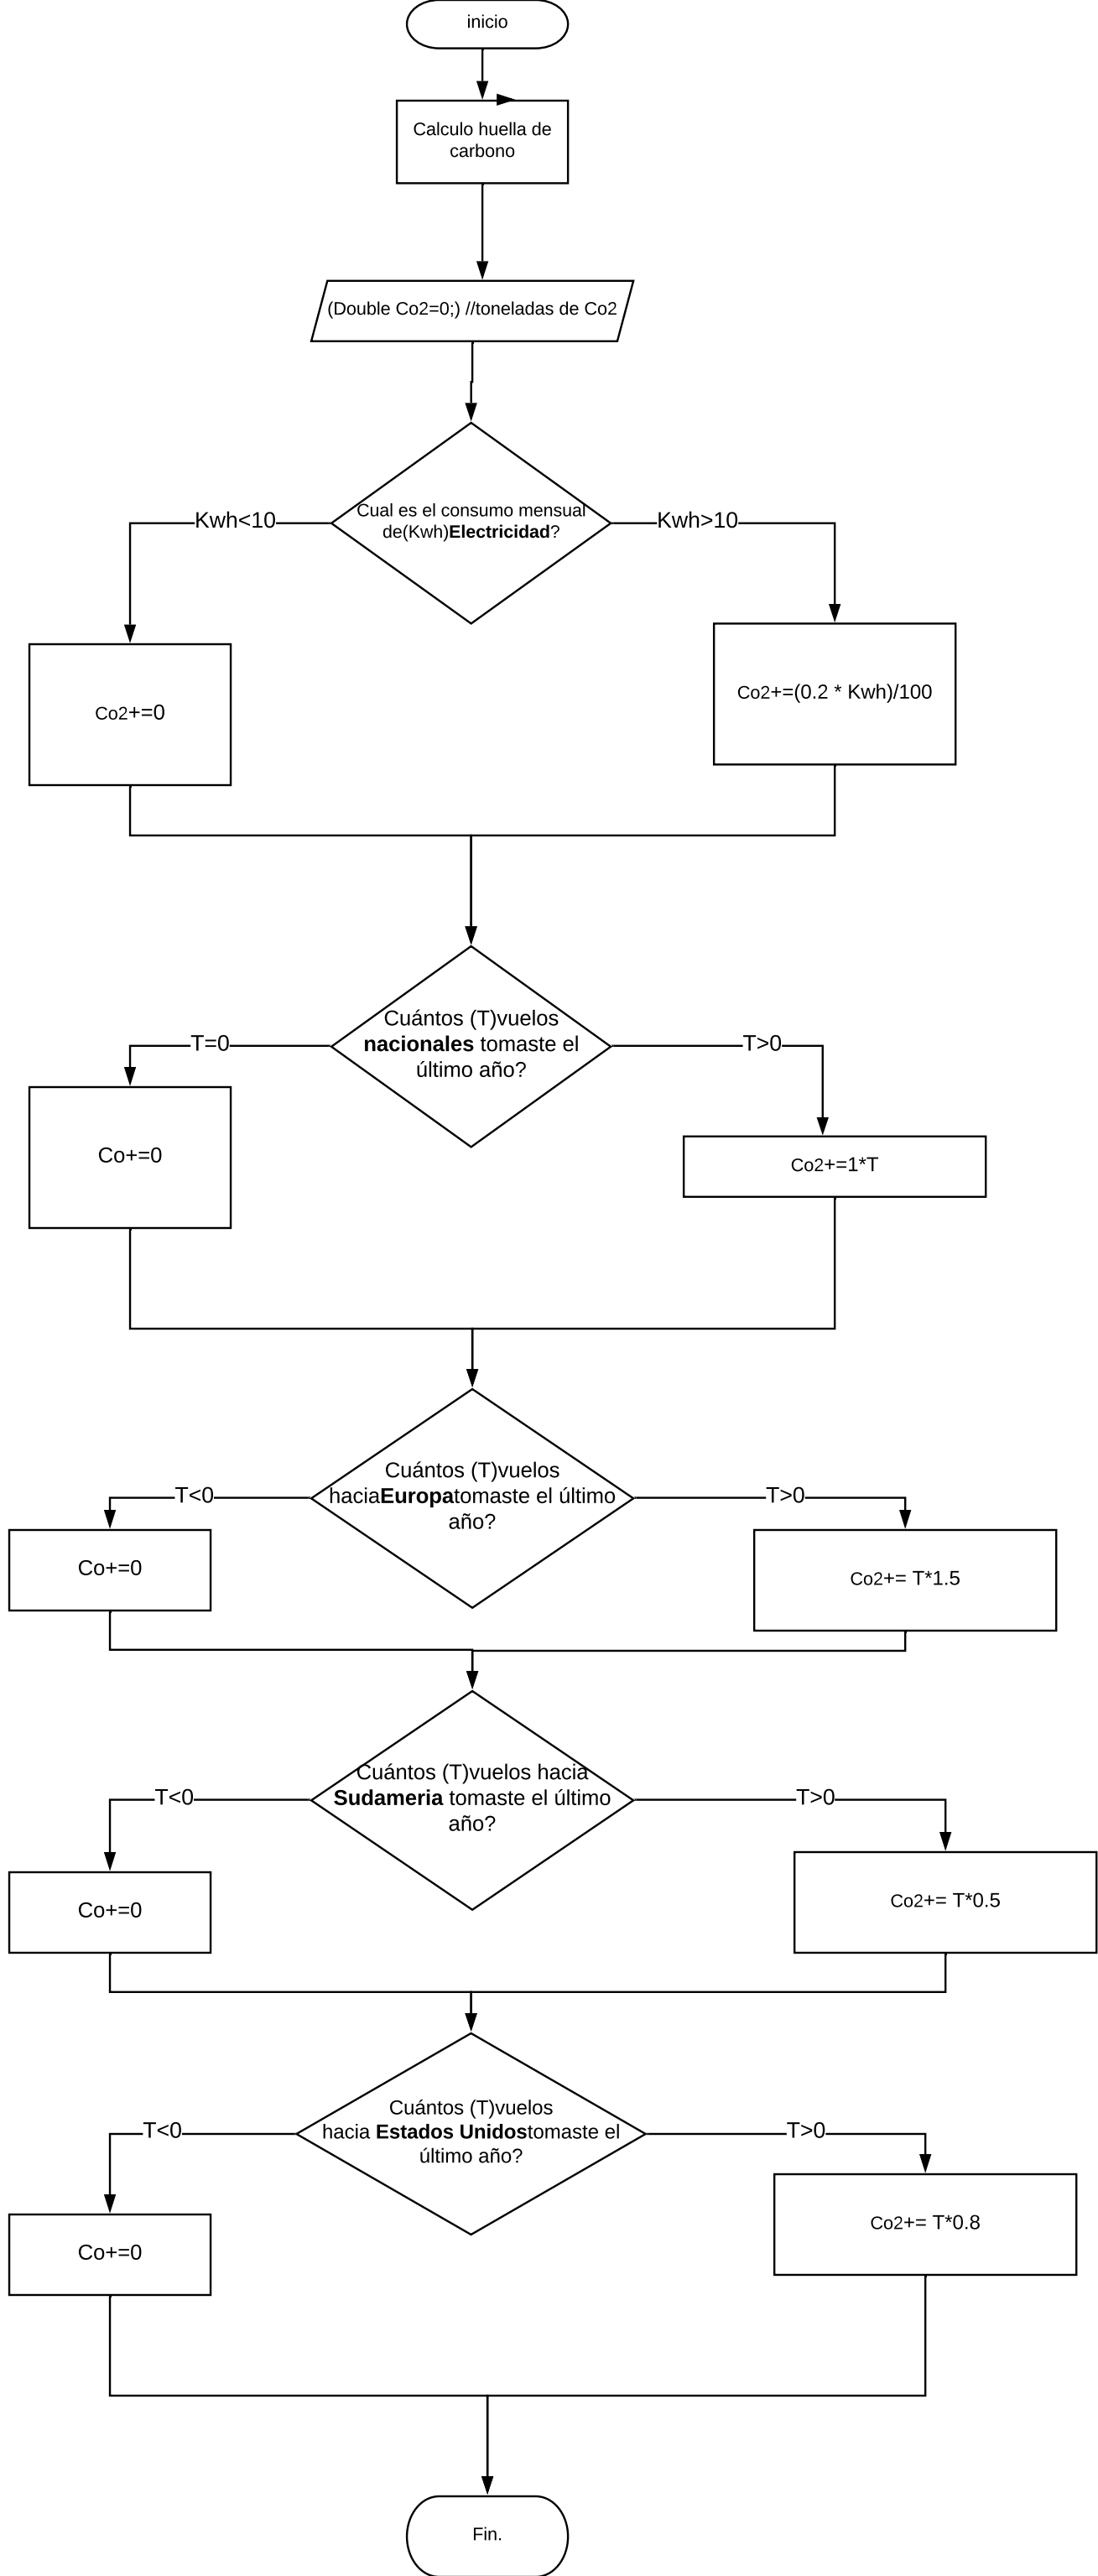 inicio
Calculo huella de
carbono
(Double Co2=0;) //toneladas de Co2
Cual es el consumo mensual
de(Kwh)Electricidad?
Kwh<10
Kwh>10
Co2+=0
Co2+=(0.2 * Kwh)/100
Cuántos (T)vuelos
nacionales tomaste el
último año?
T=0
T>0
Co+=0
Co2+=1*T
Cuántos (T)vuelos
haciaEuropatomaste el último
año?
T<0
T>0
Co+=0
Co2+= T*1.5
Cuántos (T)vuelos hacia
Sudameria tomaste el último
año?
T<0
T>0
Co+=0
Co2+= T*0.5
Cuántos (T)vuelos
hacia Estados Unidostomaste el
último año?
T<0
T>0
Co+=0
Co2+= T*0.8
Fin.